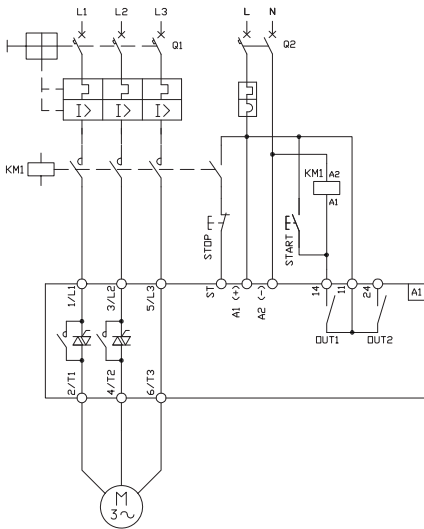 L1 L2 L3 L N
Q1 Q2
I> I> I>
KM1
KM1 A2
A1
STOP
START
1/L1 3/L2 5/L3 ST A1 (+) A2 (-) 14 11 24 A1
OUT1 OUT2
2/T1 4/T2 6/T3
M
3~